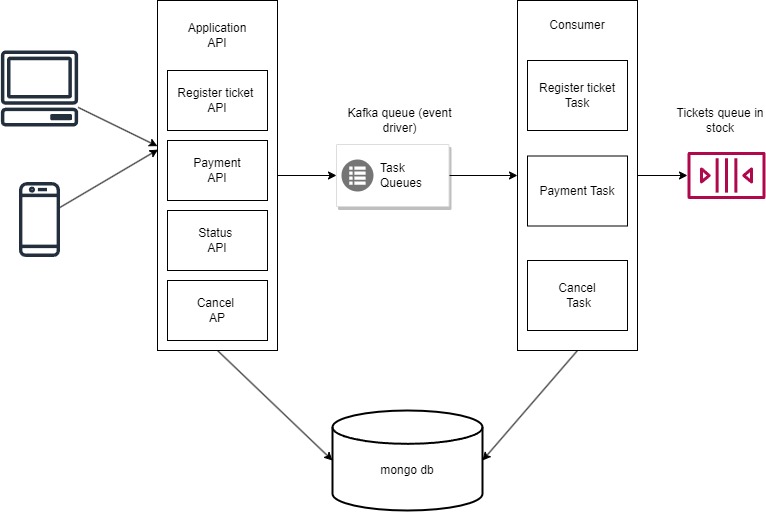 Application
API
Register ticket
API
Payment
API
Status
API
Cancel
AP
Kafka queue (event
driver)
Task
Queues
Consumer
Register ticket
Task
Payment Task
Cancel
Task
Tickets queue in
stock
mongo db